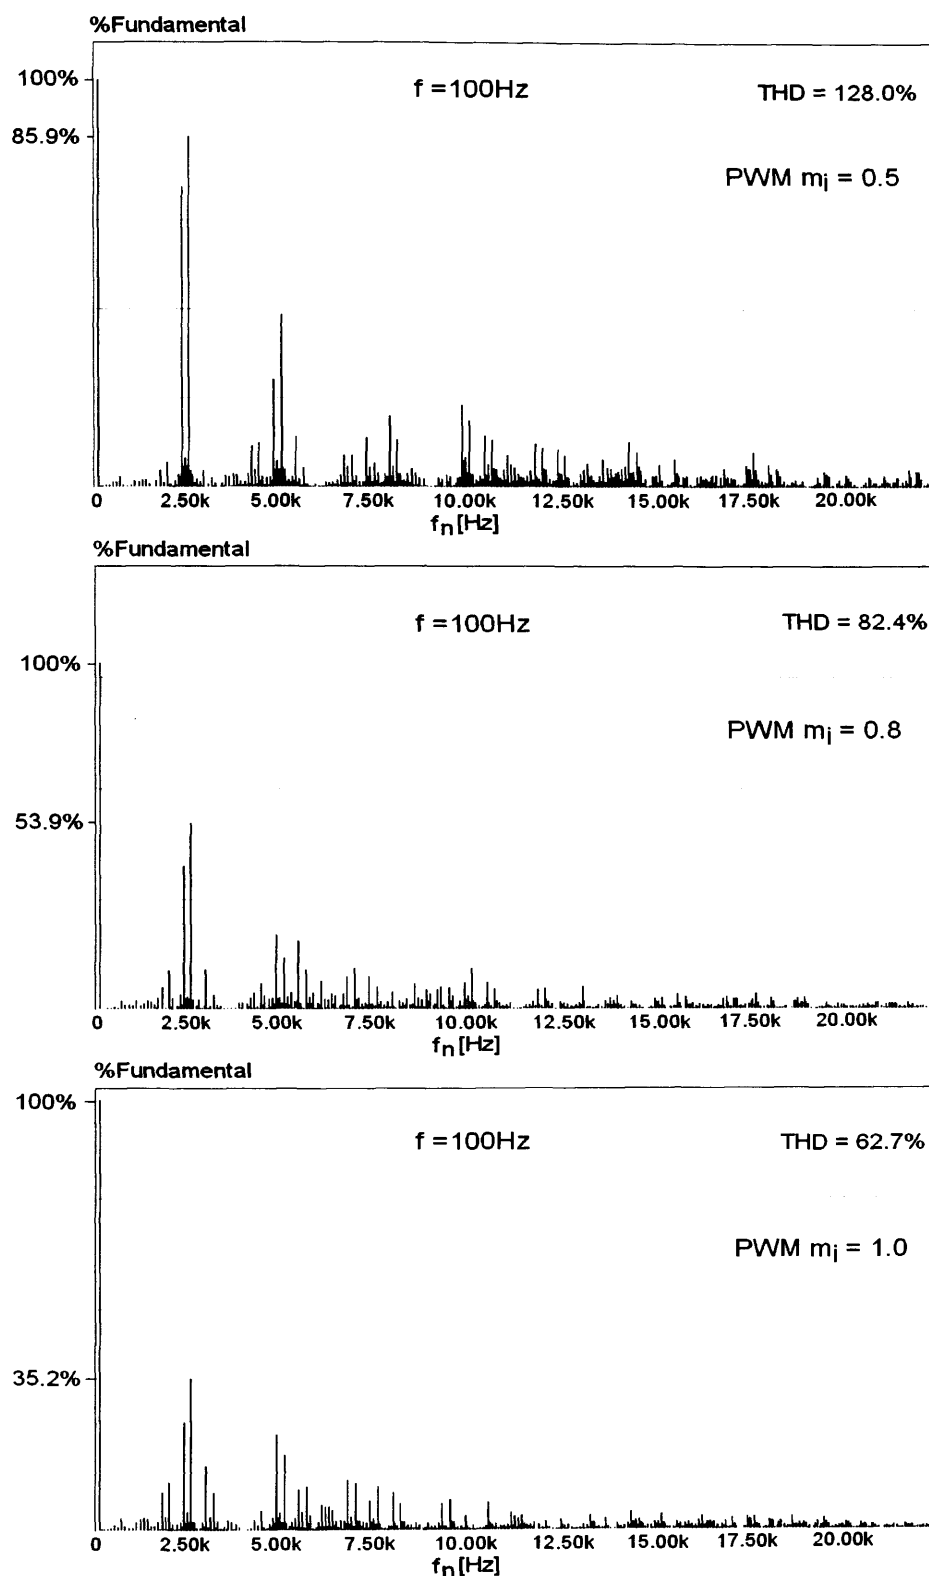 %Fundamental
100%
f =100Hz
THD = 128.0%
85.9%
PWM mi = 0.5
0 2.50k 5.00k 7.50k 10.00k 12.50k 15.00k 17.50k 20.00k
fn[Hz]
%Fundamental
f =100Hz
THD = 82.4%
100%
PWM mi = 0.8
53.9%
0 2.50k 5.00k 7.50k 10.00k 12.50k 15.00k 17.50k 20.00k
fn[Hz]
%Fundamental
100%
f =100Hz
THD = 62.7%
PWM mi = 1.0
35.2%
0 2.50k 5.00k 7.50k 10.00k 12.50k 15.00k 17.50k 20.00k
fn[Hz]